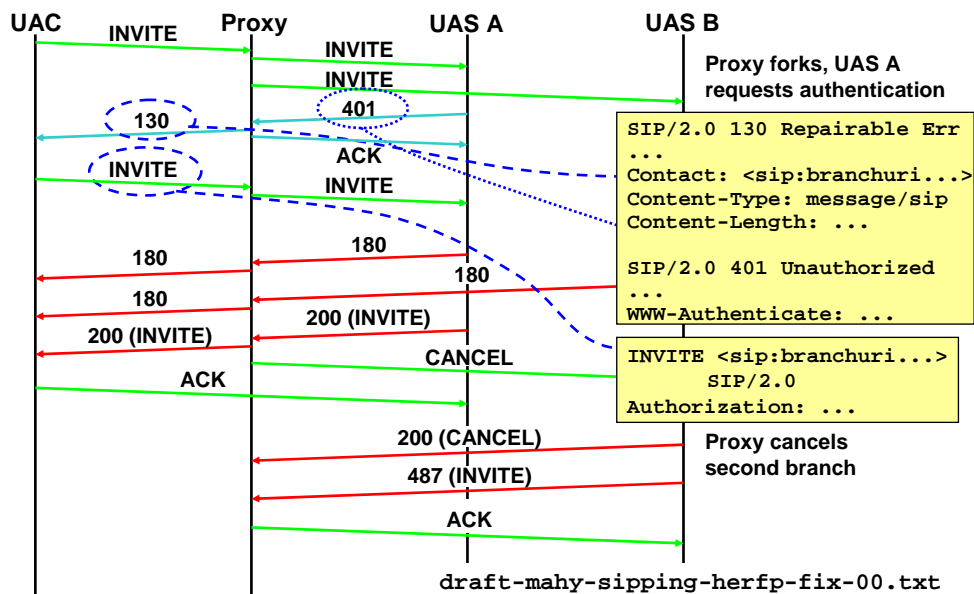 UAC Proxy UAS A UAS B
INVITE
INVITE
INVITE
Proxy forks, UAS A
requests authentication
401
130
ACK
INVITE
INVITE
SIP/2.0 130 Repairable Err
...
Contact: <sip:branchuri...>
Content-Type: message/sip
Content-Length: ...
SIP/2.0 401 Unauthorized
...
WWW-Authenticate: ...
180
180
180
180
200 (INVITE)
200 (INVITE)
CANCEL
INVITE <sip:branchuri...>
SIP/2.0
Authorization: ...
ACK
200 (CANCEL)
Proxy cancels
second branch
487 (INVITE)
ACK
draft-mahy-sipping-herfp-fix-00.txt